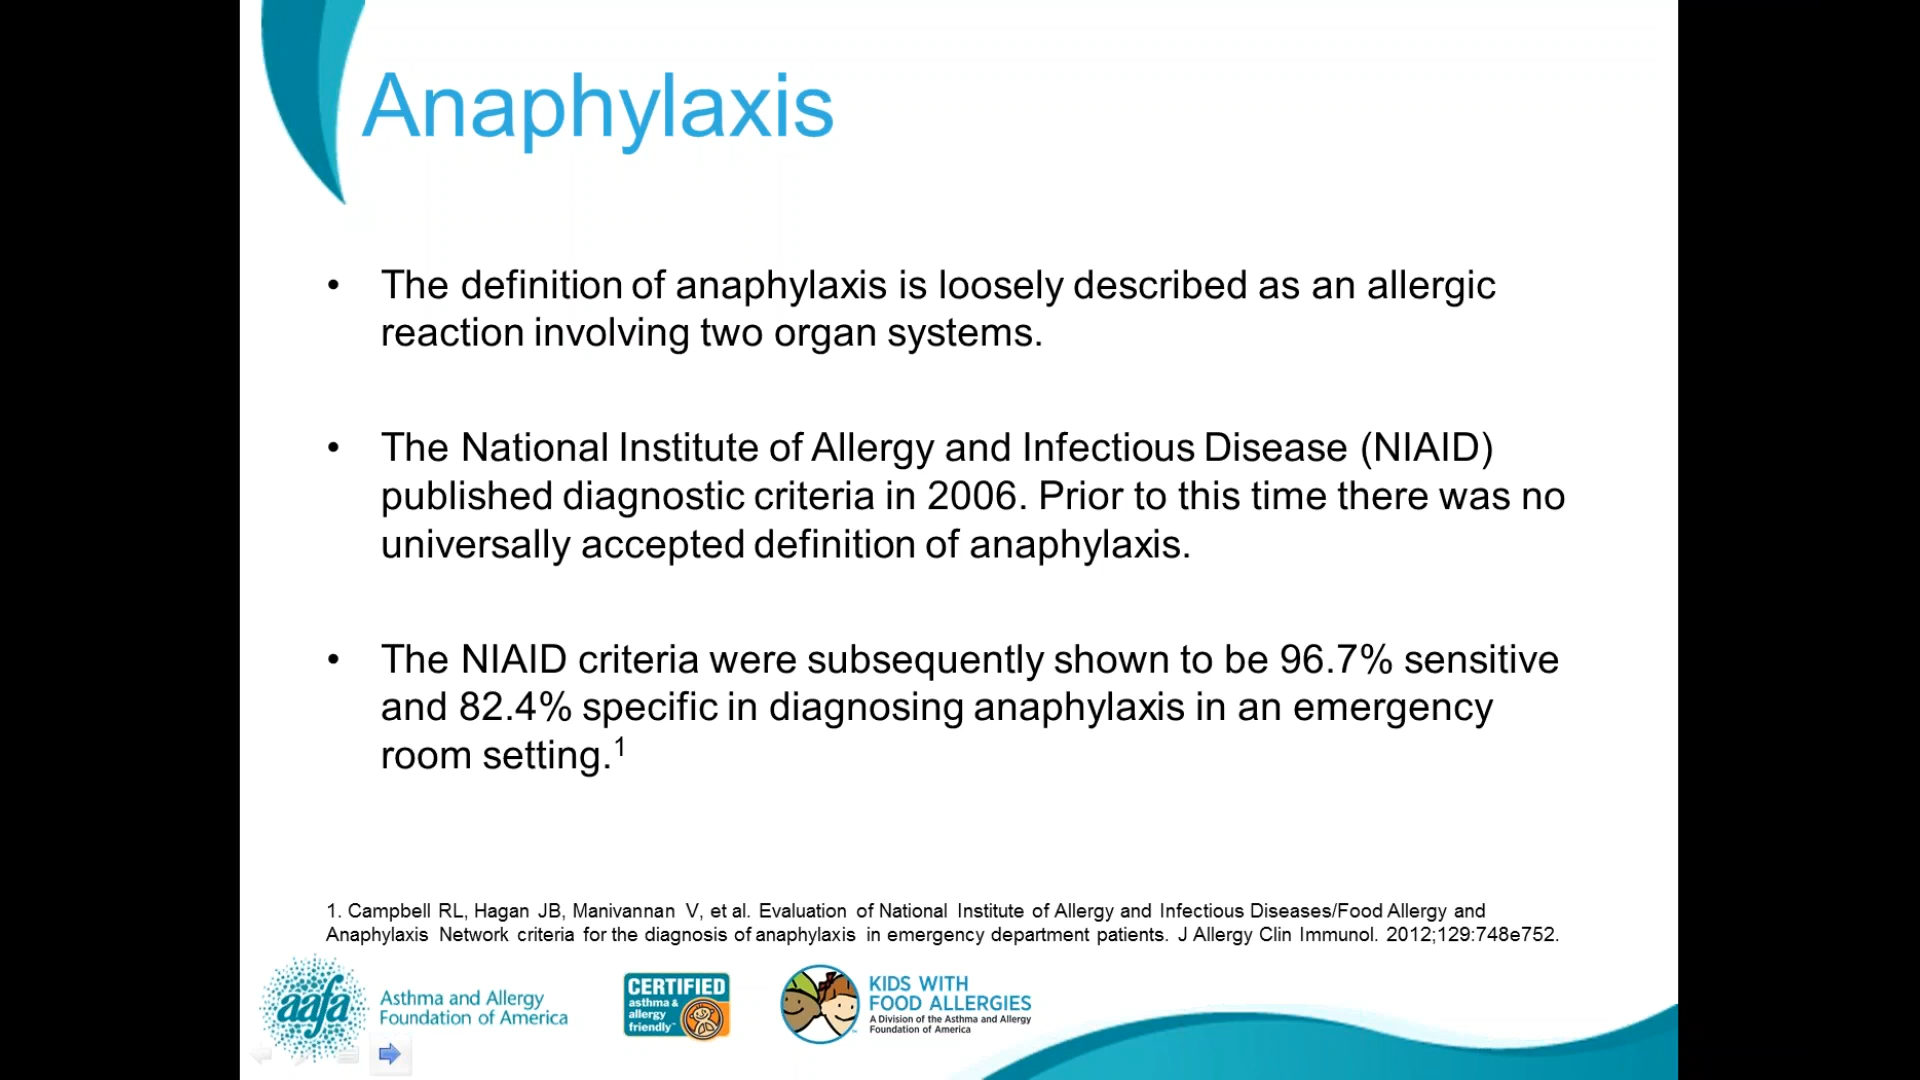 Anaphylaxis
• The definition of anaphylaxis is loosely described as an allergic
reaction involving two organ systems.
• The National Institute of Allergy and Infectious Disease (NIAID)
published diagnostic criteria in 2006. Prior to this time there was no
universally accepted definition of anaphylaxis.
• The NIAID criteria were subsequently shown to be 96.7% sensitive
and 82.4% specific in diagnosing anaphylaxis in an emergency
room setting.1
1. Campbell RL, Hagan JB, Manivannan V, et al. Evaluation of National Institute of Allergy and Infectious Diseases/Food Allergy and
Anaphylaxis Network criteria for the diagnosis of anaphylaxis in emergency department patients. J Allergy Clin Immunol. 2012;129:748e752.
aafa
Asthma and Allergy
Foundation of America
CERTIFIED
asthma &
allergy
friendly™
KIDS WITH
FOOD ALLERGIES
A Division of the Asthma and Allergy
Foundation of America